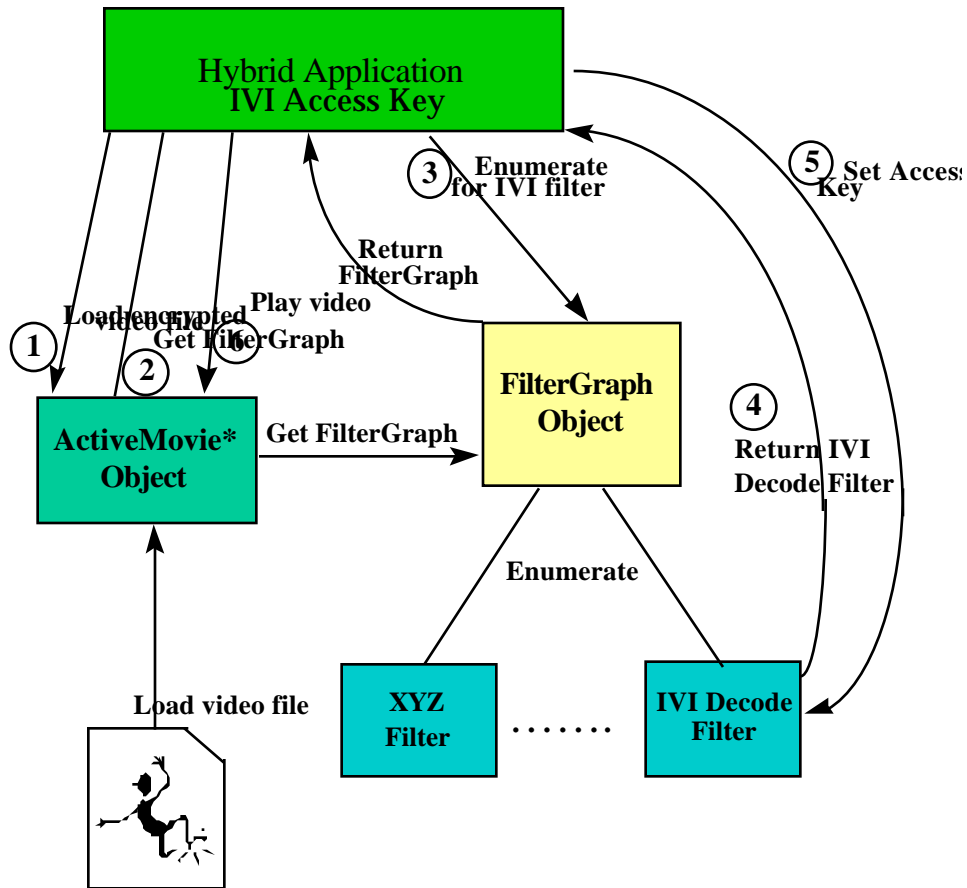 Hybrid Application
IVI Access Key
3
Enumerate
for IVI filter
5
Set Access
Key
Return
FilterGraph
1
Load encrypted
video file
2
Get FilterGraph
6
Play video
ActiveMovie*
Object
Get FilterGraph
FilterGraph
Object
4
Return IVI
Decode Filter
Enumerate
Load video file
XYZ
Filter
.......
IVI Decode
Filter